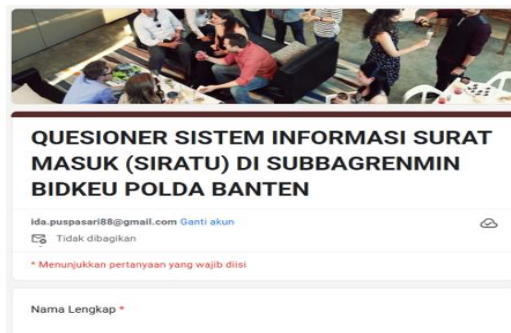 QUESIONER SISTEM INFORMASI SURAT
MASUK (SIRATU) DI SUBBAGRENMIN
BIDKEU POLDA BANTEN
ida.puspasari88@gmail.com Ganti akun
Tidak dibagikan
* Menunjukkan pertanyaan yang wajib diisi
Nama Lengkap *